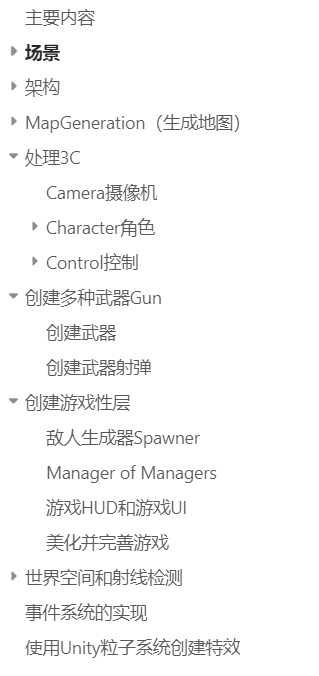 主要内容
场景
架构
MapGeneration（生成地图）
处理3C
Camera摄像机
Character角色
Control控制
创建多种武器Gun
创建武器
创建武器射弹
创建游戏性层
敌人生成器Spawner
Manager of Managers
游戏HUD和游戏UI
美化并完善游戏
世界空间和射线检测
事件系统的实现
使用Unity粒子系统创建特效